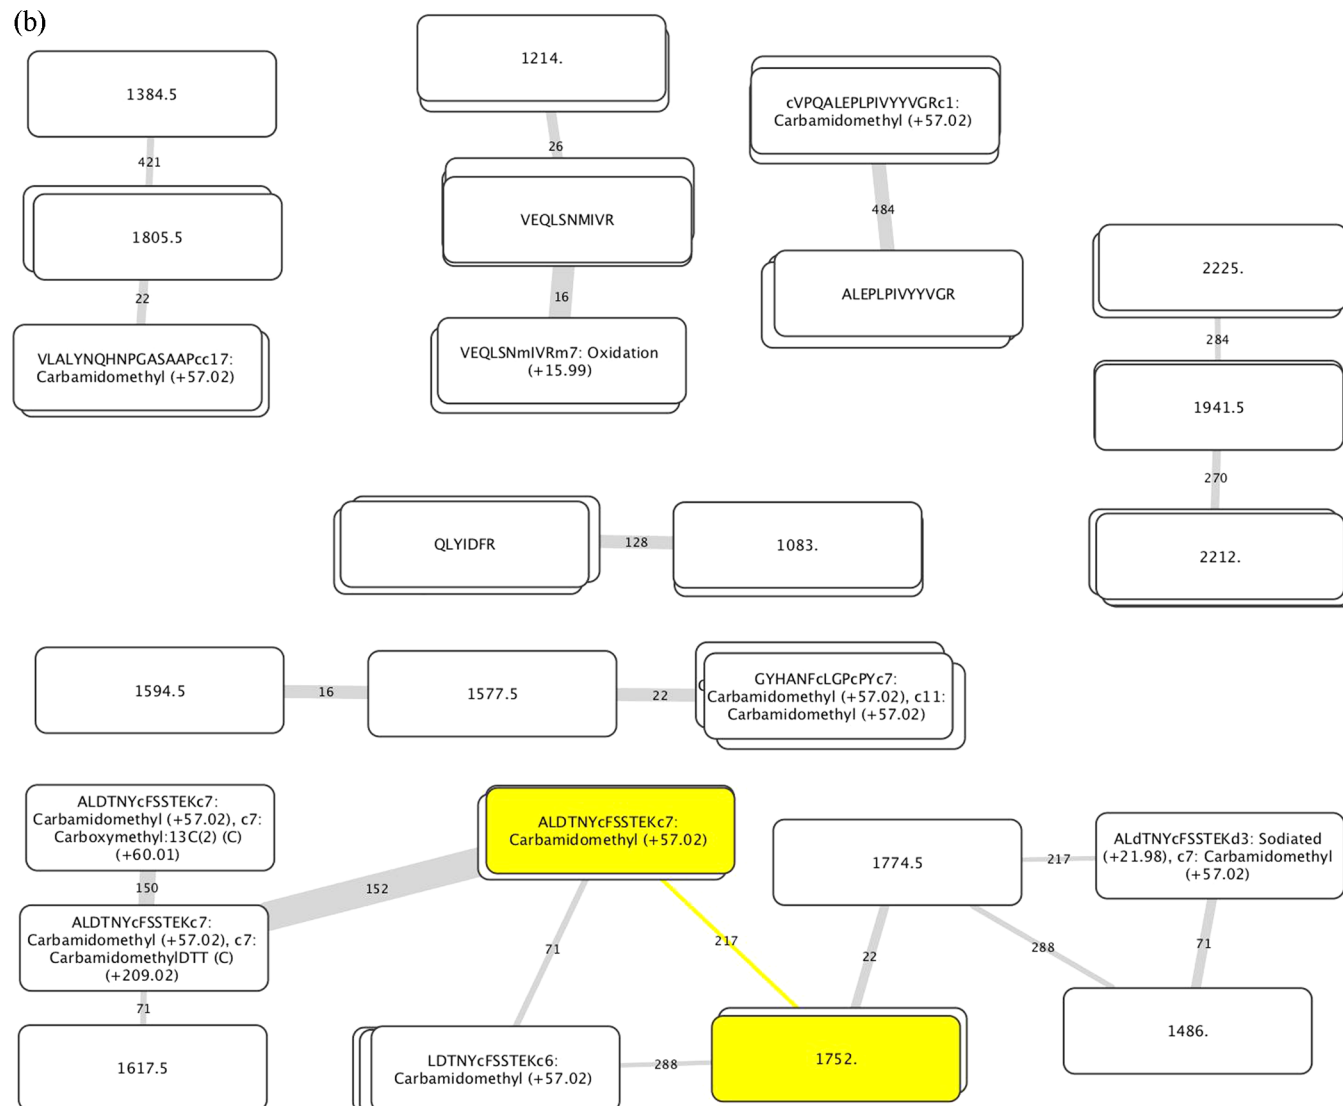 (b)
1384.5
421
1805.5
22
VLALYNQHNPGASAAPcc17:
Carbamidomethyl (+57.02)
1214.
26
VEQLSNMIVR
16
VEQLSNmIVRm7: Oxidation
(+15.99)
cVPQALEPLPIVYYVGRc1:
Carbamidomethyl (+57.02)
484
ALEPLPIVYYVGR
2225.
284
1941.5
270
2212.
QLYIDFR
128
1083.
1594.5
16
1577.5
22
GYHANFcLGPcPYc7:
Carbamidomethyl (+57.02), c11:
Carbamidomethyl (+57.02)
ALDTNYcFSSTEKc7:
Carbamidomethyl (+57.02), c7:
Carboxymethyl:13C(2) (C)
(+60.01)
150
ALDTNYcFSSTEKc7:
Carbamidomethyl (+57.02), c7:
CarbamidomethylDTT (C)
(+209.02)
71
1617.5
152
ALDTNYcFSSTEKc7:
Carbamidomethyl (+57.02)
71
217
LDTNYcFSSTEKc6:
Carbamidomethyl (+57.02)
288
1752.
22
1774.5
217
ALdTNYcFSSTEKd3: Sodiated
(+21.98), c7: Carbamidomethyl
(+57.02)
288
71
1486.